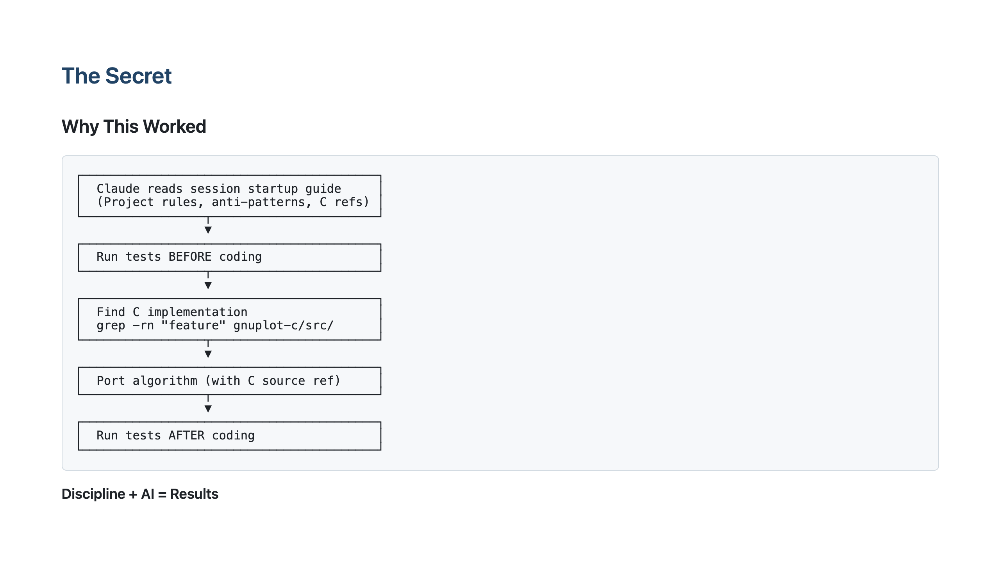 The Secret
Why This Worked
Claude reads session startup guide
(Project rules, anti-patterns, C refs)
Run tests BEFORE coding
Find C implementation
grep -rn "feature" gnuplot-c/src/
Port algorithm (with C source ref)
Run tests AFTER coding
Discipline + AI = Results